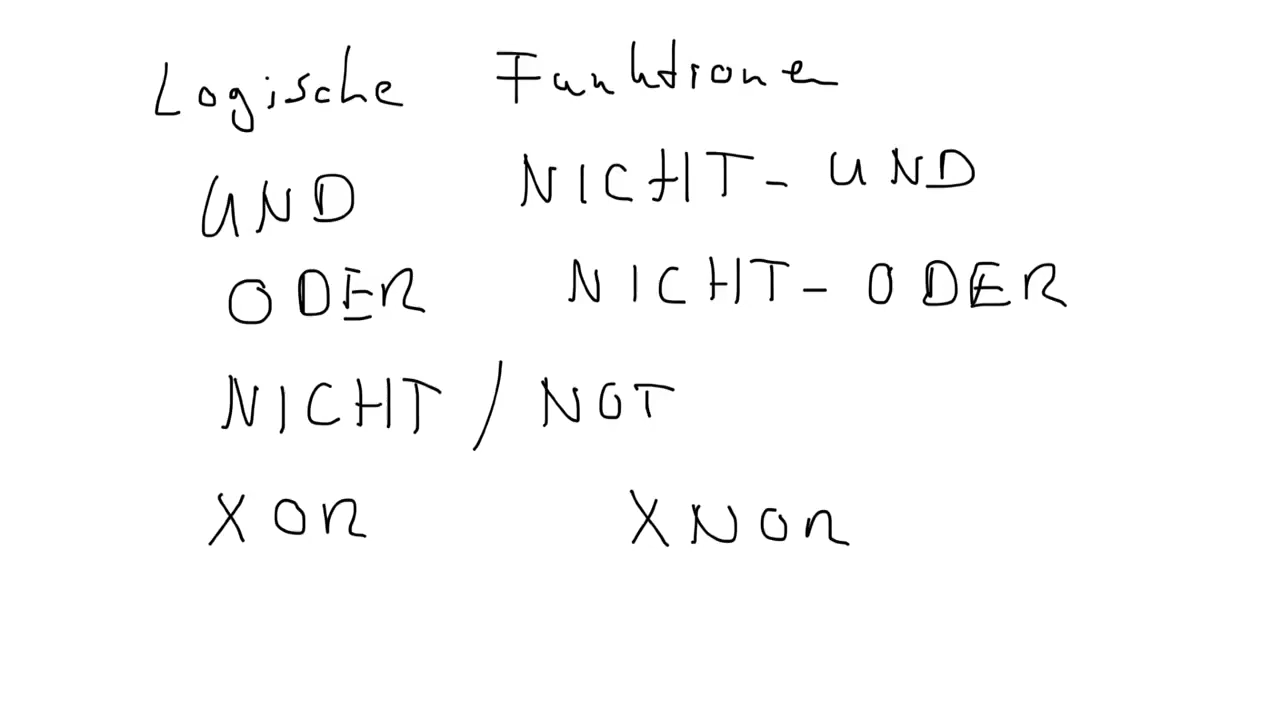 Logische Funktionen
UND NICHT-UND
ODER NICHT-ODER
NICHT / NOT
XOR XNOR